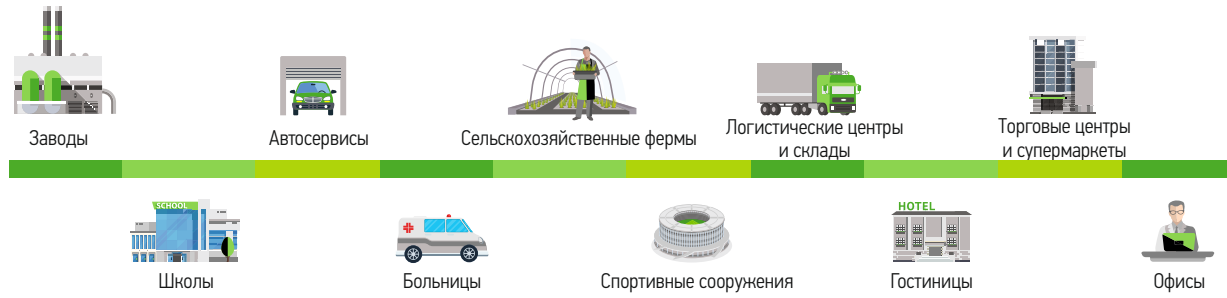 Заводы
Автосервисы
Сельскохозяйственные фермы
Логистические центры
и склады
Торговые центры
и супермаркеты
SCHOOL
Школы
Больницы
Спортивные сооружения
HOTEL
Гостиницы
Офисы